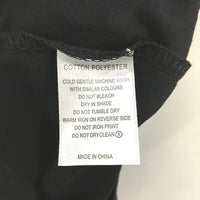 COTTON POLYESTER
COLD GENTLE MACHINE WASH
WITH SIMILAR COLOURS
DO NOT BLEACH
DRY IN SHADE
DO NOT TUMBLE DRY
WARM IRON ON REVERSE SIDE
DO NOT IRON PRINT
DO NOT DRYCLEAN
MADE IN CHINA